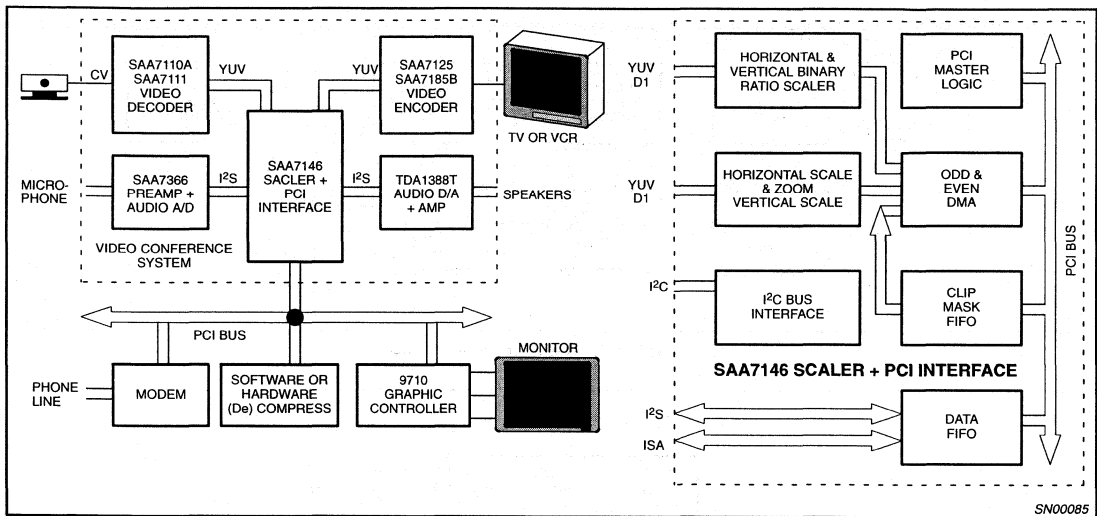 CV
SAA7110A
SAA7111
VIDEO
DECODER
YUV
YUV
SAA7125
SAA7185B
VIDEO
ENCODER
TV OR VCR
MICRO-
PHONE
SAA7366
PREAMP +
AUDIO A/D
I²S
SAA7146
SACLER +
PCI
INTERFACE
I²S
TDA1388T
AUDIO D/A
+ AMP
SPEAKERS
VIDEO CONFERENCE
SYSTEM
PCI BUS
PHONE
LINE
MODEM
SOFTWARE OR
HARDWARE
(De) COMPRESS
9710
GRAPHIC
CONTROLLER
MONITOR
YUV
D1
HORIZONTAL &
VERTICAL BINARY
RATIO SCALER
PCI
MASTER
LOGIC
YUV
D1
HORIZONTAL SCALE
& ZOOM
VERTICAL SCALE
ODD &
EVEN
DMA
PCI BUS
I²C
I²C BUS
INTERFACE
CLIP
MASK
FIFO
SAA7146 SCALER + PCI INTERFACE
I²S
ISA
DATA
FIFO
SN00085